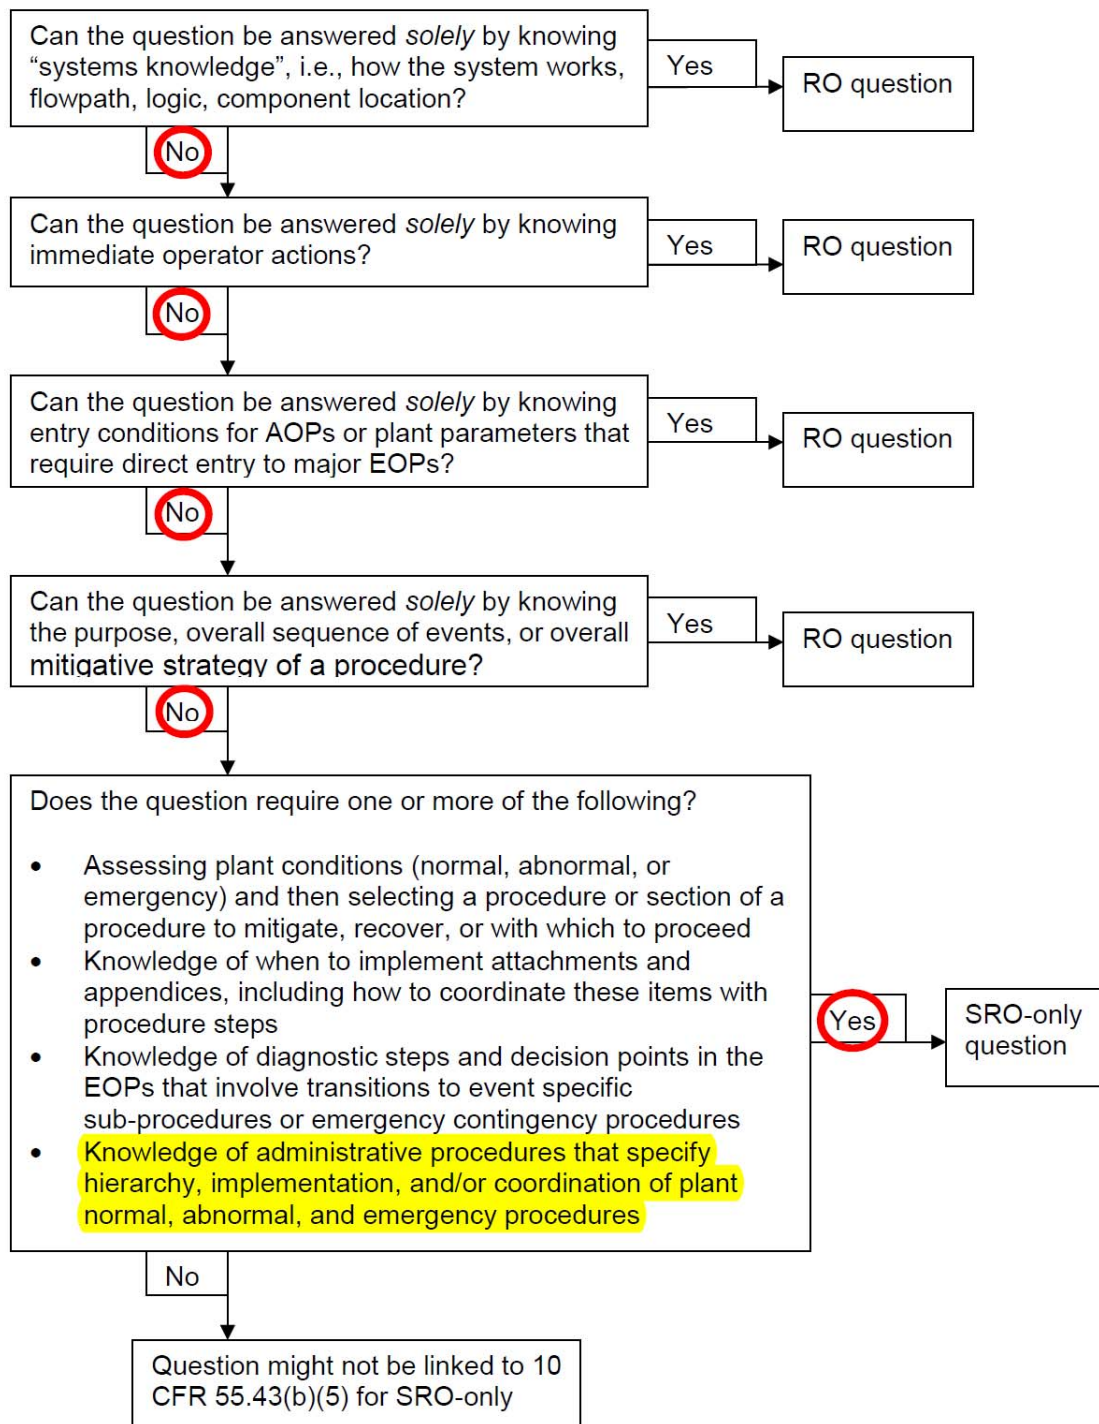 Can the question be answered solely by knowing
“systems knowledge”, i.e., how the system works,
flowpath, logic, component location?
Yes
RO question
No
Can the question be answered solely by knowing
immediate operator actions?
Yes
RO question
No
Can the question be answered solely by knowing
entry conditions for AOPs or plant parameters that
require direct entry to major EOPs?
Yes
RO question
No
Can the question be answered solely by knowing
the purpose, overall sequence of events, or overall
mitigative strategy of a procedure?
Yes
RO question
No
Does the question require one or more of the following?
• Assessing plant conditions (normal, abnormal, or
emergency) and then selecting a procedure or section of a
procedure to mitigate, recover, or with which to proceed
• Knowledge of when to implement attachments and
appendices, including how to coordinate these items with
procedure steps
• Knowledge of diagnostic steps and decision points in the
EOPs that involve transitions to event specific
sub-procedures or emergency contingency procedures
• Knowledge of administrative procedures that specify
hierarchy, implementation, and/or coordination of plant
normal, abnormal, and emergency procedures
Yes
SRO-only
question
No
Question might not be linked to 10
CFR 55.43(b)(5) for SRO-only